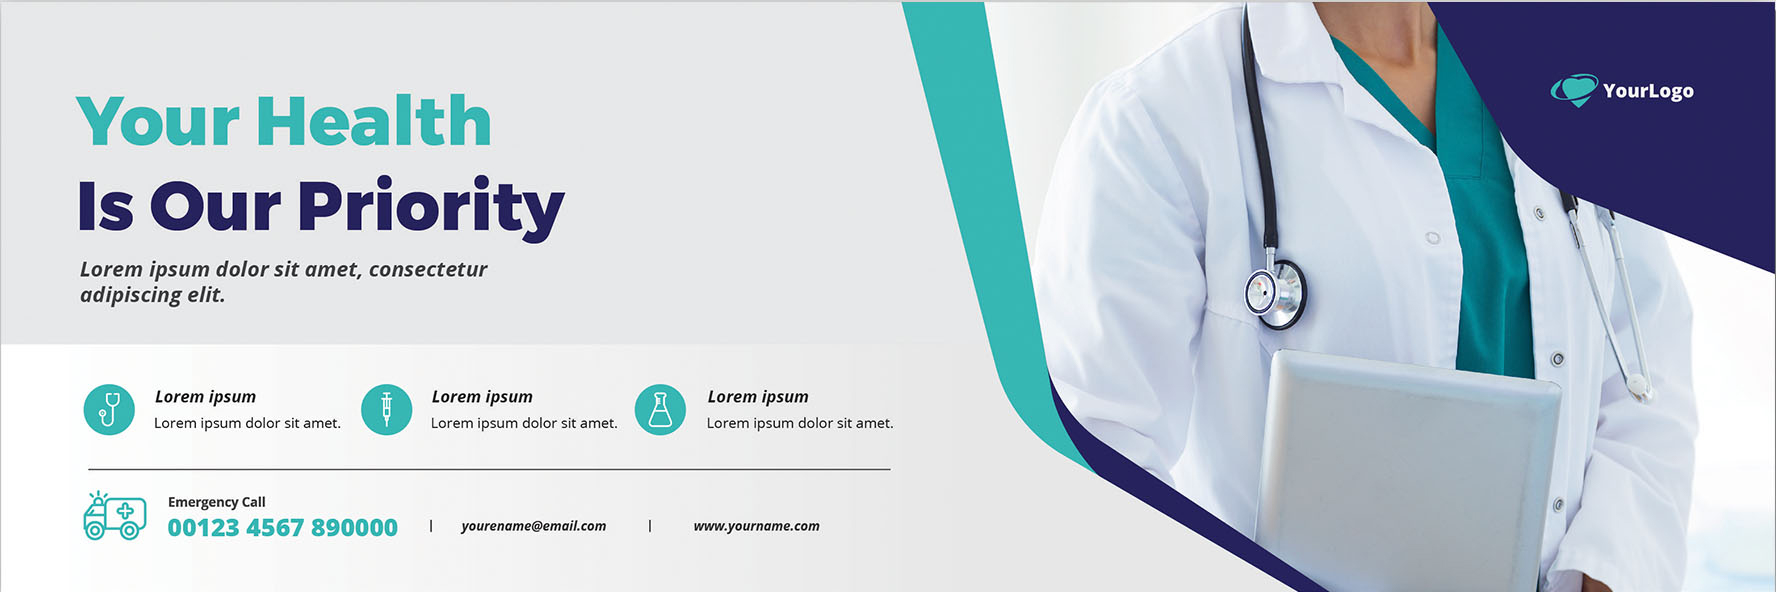 Your Health
Is Our Priority
Lorem ipsum dolor sit amet, consectetur
adipiscing elit.
YourLogo
Lorem ipsum
Lorem ipsum dolor sit amet.
Lorem ipsum
Lorem ipsum dolor sit amet.
Lorem ipsum
Lorem ipsum dolor sit amet.
Emergency Call
00123 4567 890000 | yourename@email.com | www.yourname.com